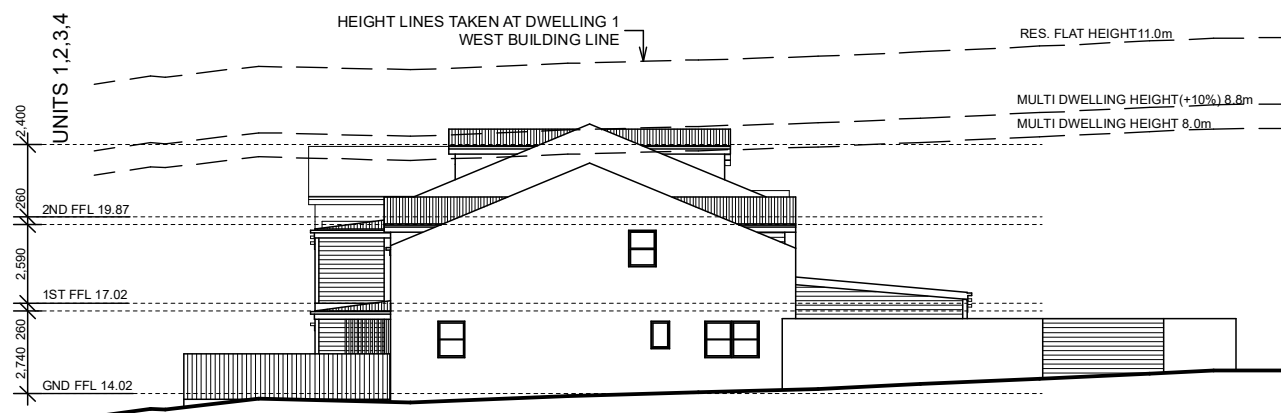 HEIGHT LINES TAKEN AT DWELLING 1
WEST BUILDING LINE
RES. FLAT HEIGHT11.0m
UNITS 1,2,3,4
MULTI DWELLING HEIGHT(+10%) 8.8m
MULTI DWELLING HEIGHT 8.0m
2,400
260
2ND FFL 19.87
2,590
1ST FFL 17.02
260
2,740
GND FFL 14.02